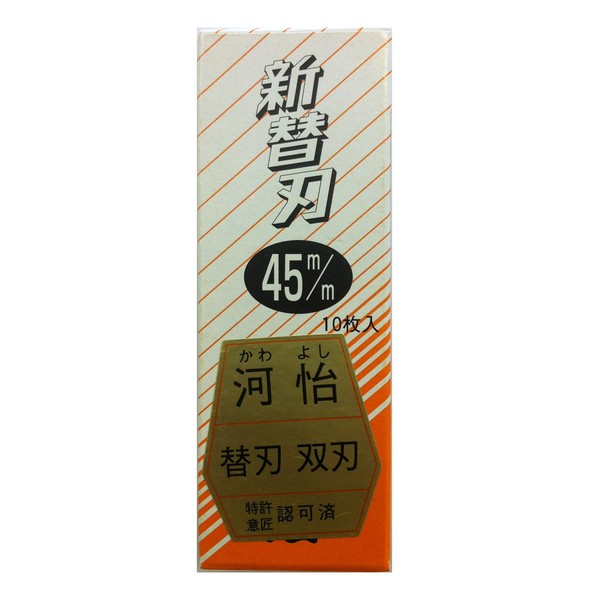 新替刃
45m/m
10枚入
かわ よし
河 怡
替刃 双刃
特許
意匠 認可済